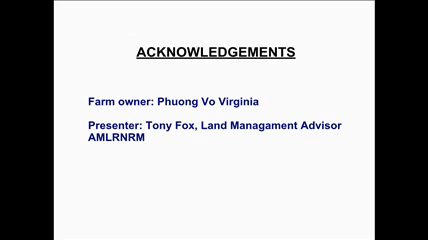 ACKNOWLEDGEMENTS
Farm owner: Phuong Vo Virginia
Presenter: Tony Fox, Land Managament Advisor
AMLRNRM